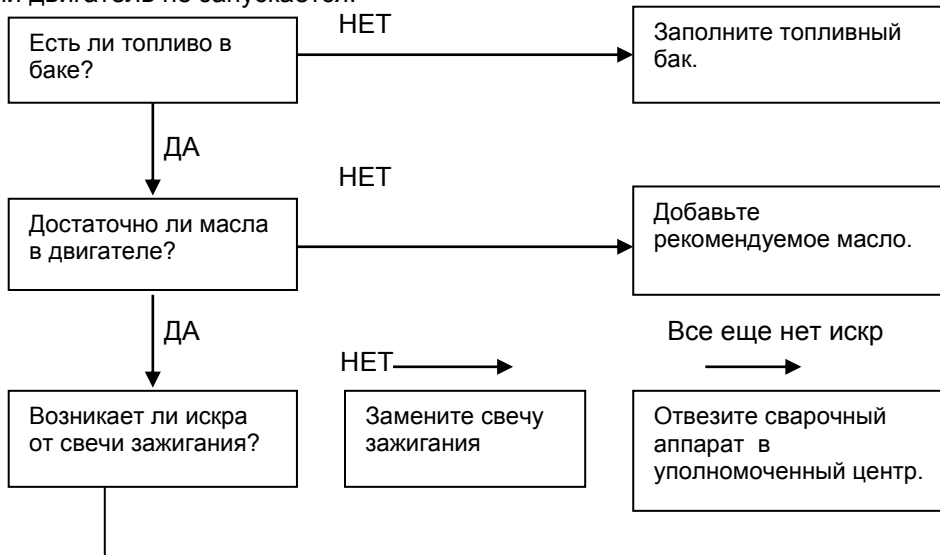 двигатель не запускается.
НЕТ
Есть ли топливо в
баке?
Заполните топливный
бак.
ДА
НЕТ
Достаточно ли масла
в двигателе?
Добавьте
рекомендуемое масло.
ДА
НЕТ
Все еще нет искр
Возникает ли искра
от свечи зажигания?
Замените свечу
зажигания
Отвезите сварочный
аппарат в
уполномоченный центр.